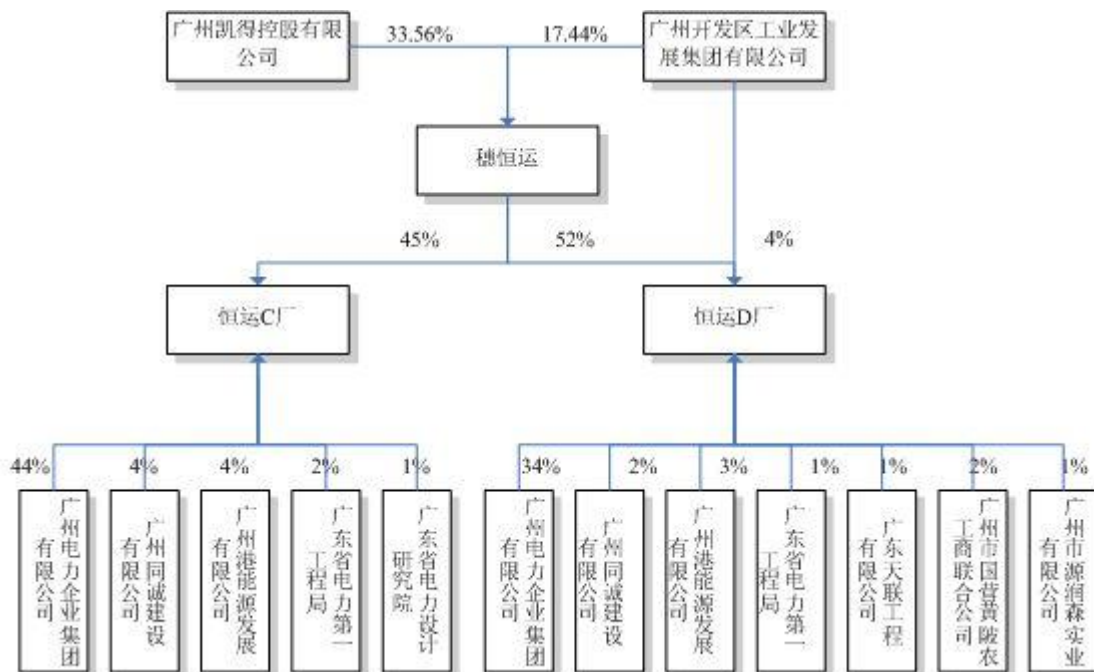 广州凯得控股有限
公司
33.56%
17.44%
广州开发区工业发
展集团有限公司
穗恒运
45%
52%
4%
恒运C厂
恒运D厂
44%
4%
4%
2%
1%
34%
2%
3%
1%
1%
2%
1%
广州电力企业集团
有限公司
广州同诚建设
有限公司
广州港能源发展
有限公司
广东省电力第一
工程局
广东省电力设计
研究院
广州电力企业集团
有限公司
广州同诚建设
有限公司
广州港能源发展
有限公司
广东省电力第一
工程局
广东天联工程
有限公司
广州市国营黄陂农
工商联合公司
广州市源润森实业
有限公司